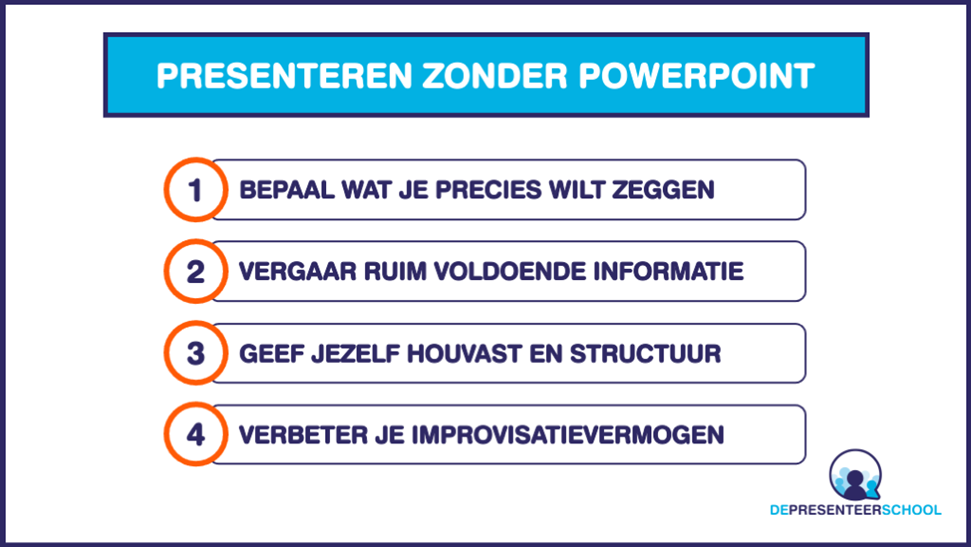 PRESENTEREN ZONDER POWERPOINT
1 BEPAAL WAT JE PRECIES WILT ZEGGEN
2 VERGAAR RUIM VOLDOENDE INFORMATIE
3 GEEF JEZELF HOUVAST EN STRUCTUUR
4 VERBETER JE IMPROVISATIEVERMOGEN
DEPRESENTEERSCHOOL